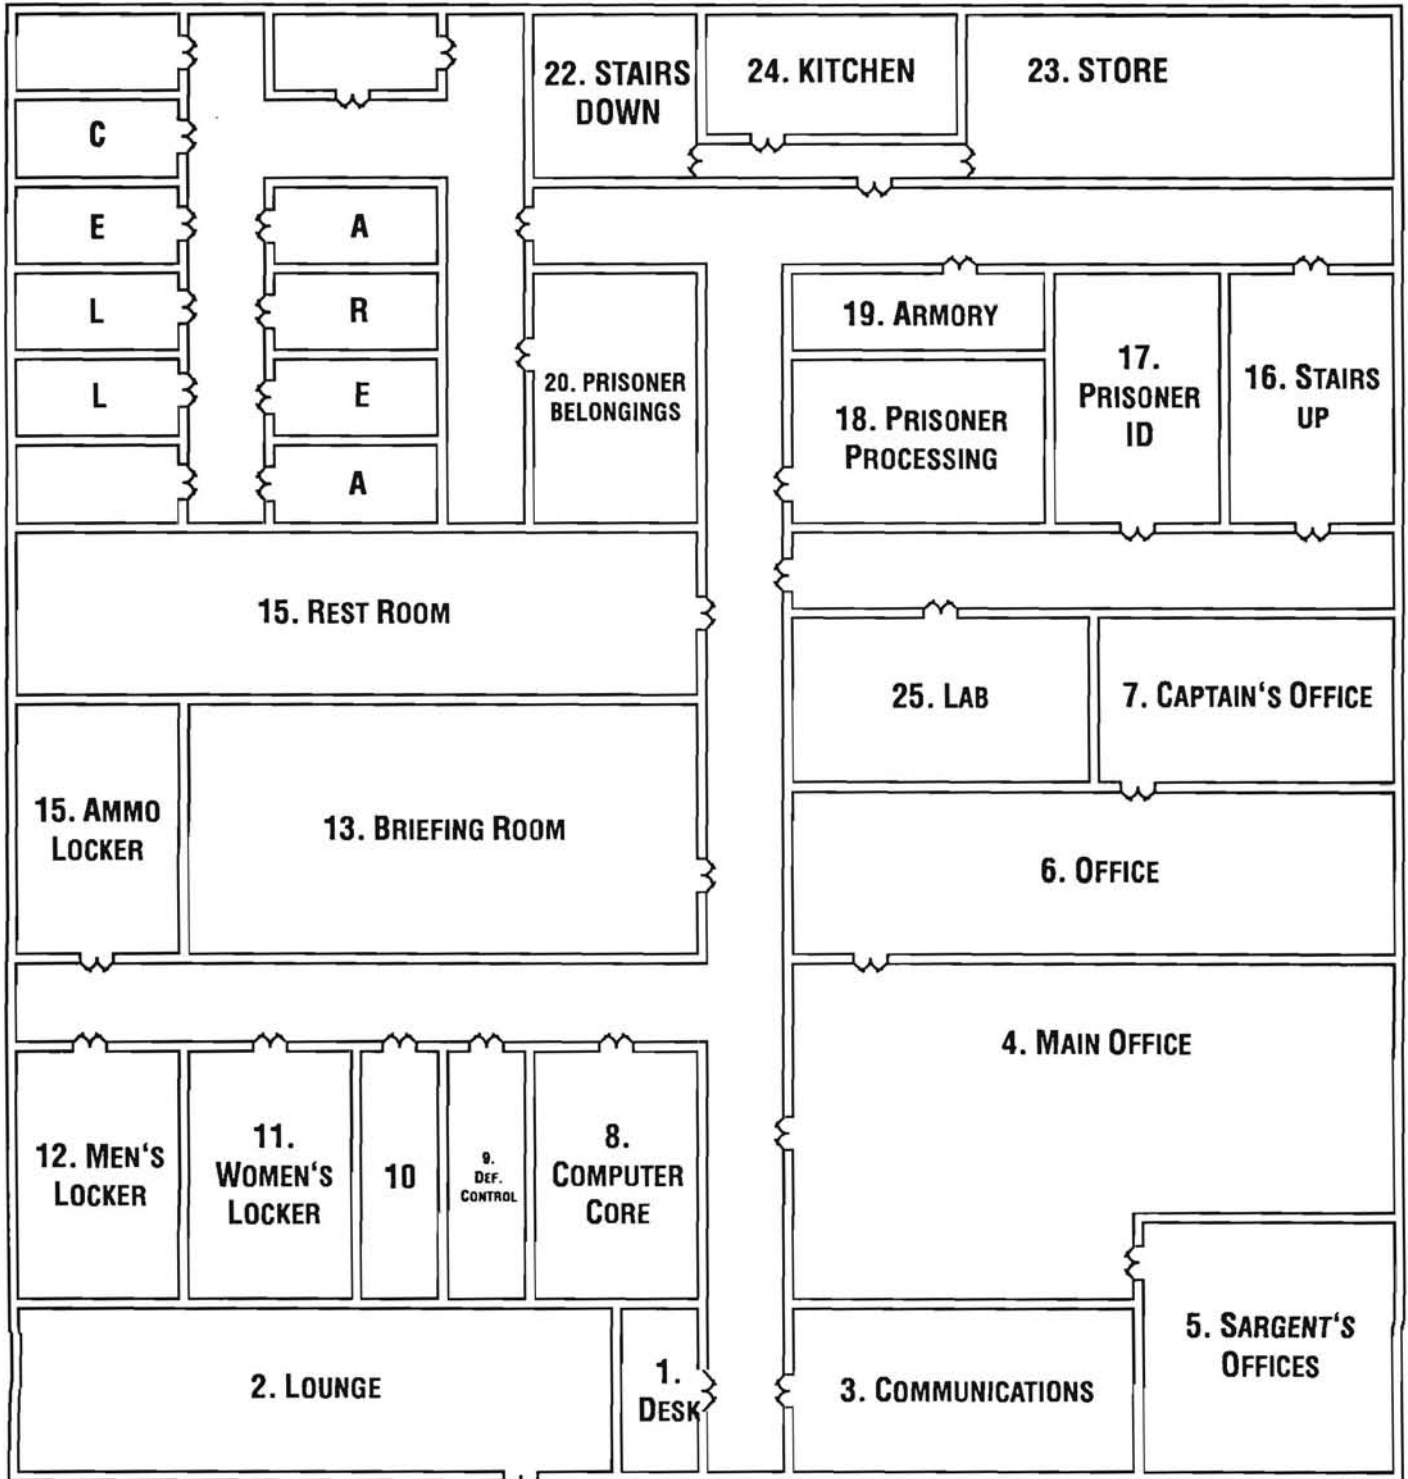 22. STAIRS
DOWN
24. KITCHEN
23. STORE
C
E
L
L
A
R
E
A
20. PRISONER
BELONGINGS
19. ARMORY
18. PRISONER
PROCESSING
17.
PRISONER
ID
16. STAIRS
UP
15. REST ROOM
25. LAB
7. CAPTAIN'S OFFICE
15. AMMO
LOCKER
13. BRIEFING ROOM
6. OFFICE
4. MAIN OFFICE
12. MEN'S
LOCKER
11.
WOMEN'S
LOCKER
10
9.
DEF.
CONTROL
8.
COMPUTER
CORE
2. LOUNGE
1.
DESK
3. COMMUNICATIONS
5. SARGENT'S
OFFICES